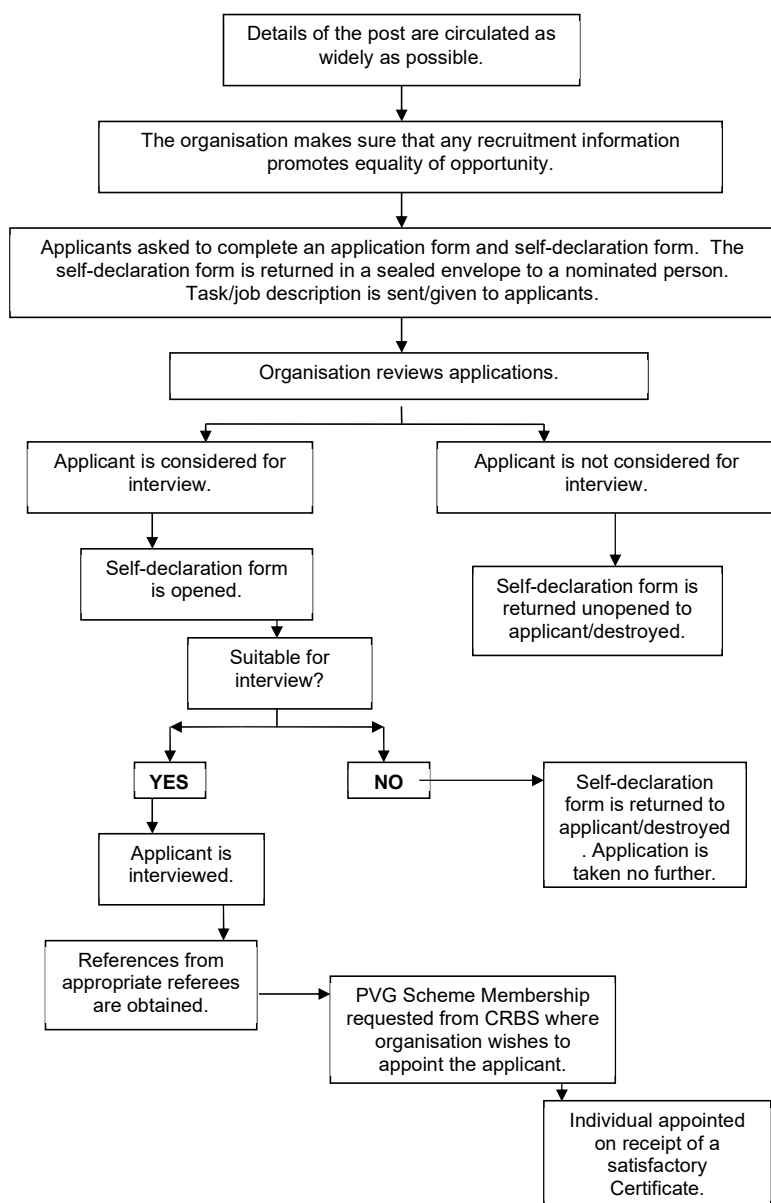 Details of the post are circulated as
widely as possible.
The organisation makes sure that any recruitment information
promotes equality of opportunity.
Applicants asked to complete an application form and self-declaration form.  The
self-declaration form is returned in a sealed envelope to a nominated person.
Task/job description is sent/given to applicants.
Organisation reviews applications.
Applicant is considered for
interview.
Applicant is not considered for
interview.
Self-declaration form
is opened.
Self-declaration form is
returned unopened to
applicant/destroyed.
Suitable for
interview?
YES
NO
Self-declaration
form is returned to
applicant/destroyed
. Application is
taken no further.
Applicant is
interviewed.
References from
appropriate referees
are obtained.
PVG Scheme Membership
requested from CRBS where
organisation wishes to
appoint the applicant.
Individual appointed
on receipt of a
satisfactory
Certificate.